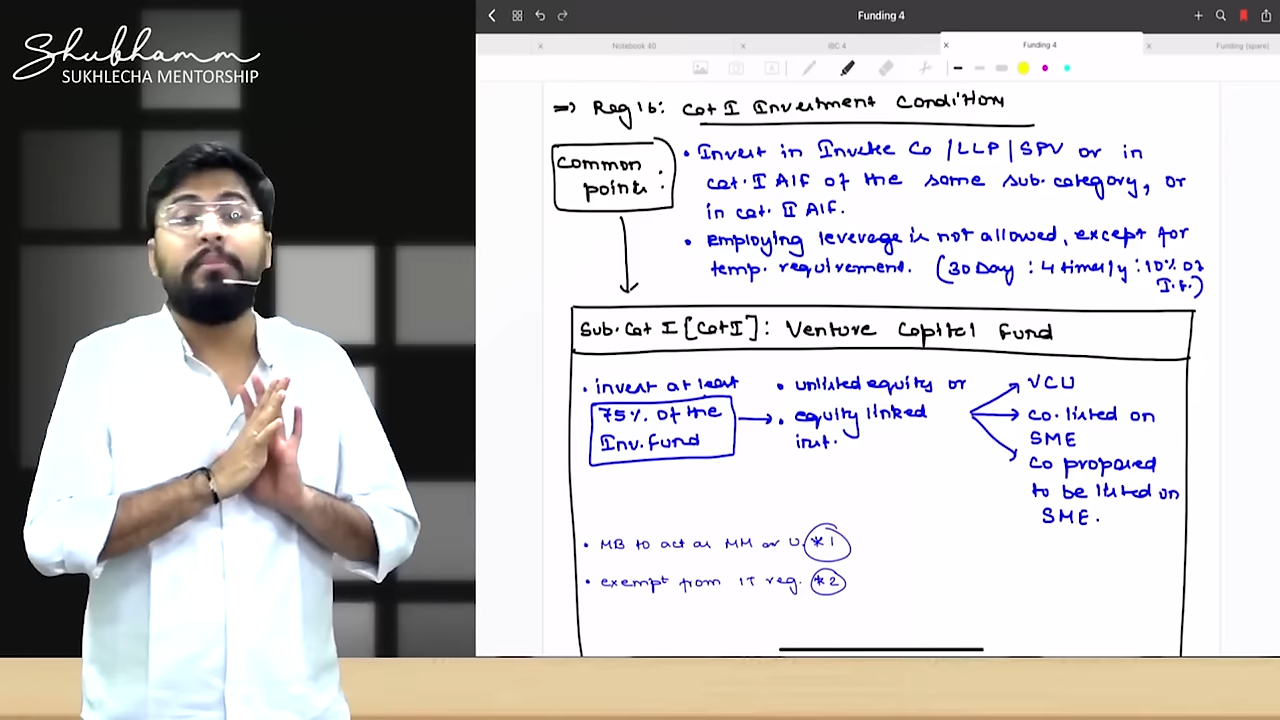 Shubhamm
SUKHLECHA MENTORSHIP
Funding 4
Notebook 40
IBC 4
Funding 4
Funding (spare)
⇒ Reg 16: Cat I Investment Condition
Common
points:
• Invest in Investee Co / LLP / SPV or in
Cat. I AIF of the same sub. category, or
in cat. II AIF.
• Employing leverage is not allowed, except for
temp. requirement. (30 Day : 4 times/y : 10% of
I.F.)
Sub. Cat I [Cat I]: Venture Capital Fund
• invest at least
75% of the
Inv. Fund
→
• unlisted equity or
• equity linked
inst.
VCU
Co. listed on
SME
Co proposed
to be listed on
SME.
• MB to act as MM or U. *1
• exempt from IT reg. *2